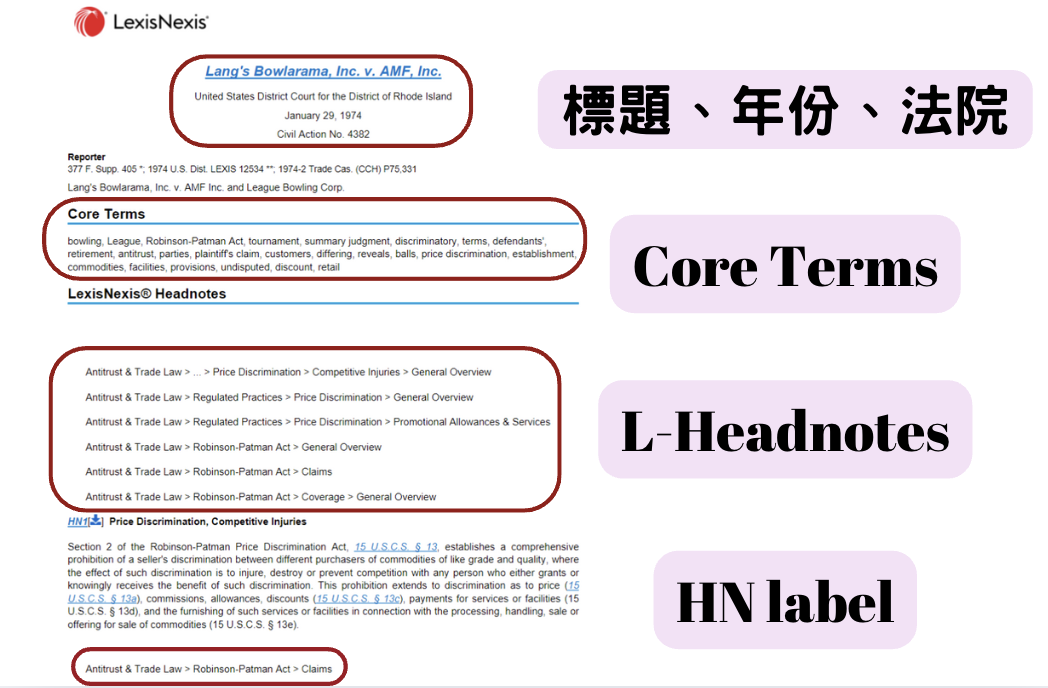 LexisNexis®
Lang's Bowlarama, Inc. v. AMF, Inc.
United States District Court for the District of Rhode Island
January 29, 1974
Civil Action No. 4382
標題、年份、法院
Reporter
377 F. Supp. 405 *; 1974 U.S. Dist. LEXIS 12534 **; 1974-2 Trade Cas. (CCH) P75,331
Lang's Bowlarama, Inc. v. AMF Inc. and League Bowling Corp.
Core Terms
bowling, League, Robinson-Patman Act, tournament, summary judgment, discriminatory, terms, defendants',
retirement, antitrust, parties, plaintiff's claim, customers, differing, reveals, balls, price discrimination, establishment,
commodities, facilities, provisions, undisputed, discount, retail
Core Terms
LexisNexis® Headnotes
Antitrust & Trade Law > ... > Price Discrimination > Competitive Injuries > General Overview
Antitrust & Trade Law > Regulated Practices > Price Discrimination > General Overview
Antitrust & Trade Law > Regulated Practices > Price Discrimination > Promotional Allowances & Services
Antitrust & Trade Law > Robinson-Patman Act > General Overview
Antitrust & Trade Law > Robinson-Patman Act > Claims
Antitrust & Trade Law > Robinson-Patman Act > Coverage > General Overview
L-Headnotes
HN1[] Price Discrimination, Competitive Injuries
Section 2 of the Robinson-Patman Price Discrimination Act, 15 U.S.C.S. § 13, establishes a comprehensive
prohibition of a seller's discrimination between different purchasers of commodities of like grade and quality, where
the effect of such discrimination is to injure, destroy or prevent competition with any person who either grants or
knowingly receives the benefit of such discrimination. This prohibition extends to discrimination as to price (15
U.S.C.S. § 13a), commissions, allowances, discounts (15 U.S.C.S. § 13c), payments for services or facilities (15
U.S.C.S. § 13d), and the furnishing of such services or facilities in connection with the processing, handling, sale or
offering for sale of commodities (15 U.S.C.S. § 13e).
HN label
Antitrust & Trade Law > Robinson-Patman Act > Claims